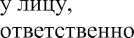 у лицу,
ответственно